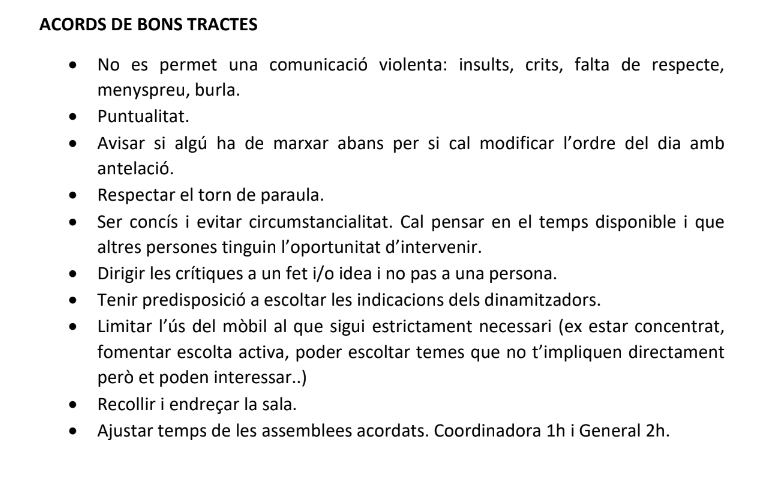 ACORDS DE BONS TRACTES
• No es permet una comunicació violenta: insults, crits, falta de respecte,
menyspreu, burla.
• Puntualitat.
• Avisar si algú ha de marxar abans per si cal modificar l’ordre del dia amb
antelació.
• Respectar el torn de paraula.
• Ser concís i evitar circumstancialitat. Cal pensar en el temps disponible i que
altres persones tinguin l’oportunitat d’intervenir.
• Dirigir les crítiques a un fet i/o idea i no pas a una persona.
• Tenir predisposició a escoltar les indicacions dels dinamitzadors.
• Limitar l’ús del mòbil al que sigui estrictament necessari (ex estar concentrat,
fomentar escolta activa, poder escoltar temes que no t’impliquen directament
però et poden interessar..)
• Recollir i endreçar la sala.
• Ajustar temps de les assemblees acordats. Coordinadora 1h i General 2h.